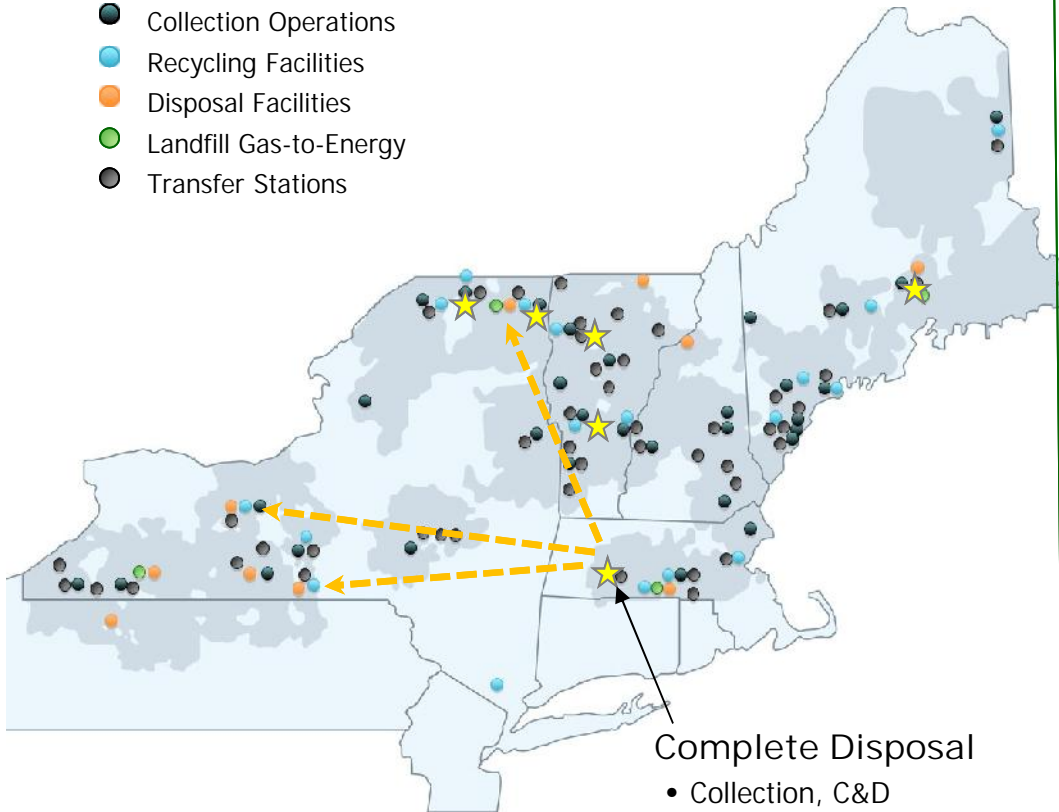 Collection Operations
Recycling Facilities
Disposal Facilities
Landfill Gas-to-Energy
Transfer Stations
Complete Disposal
• Collection, C&D